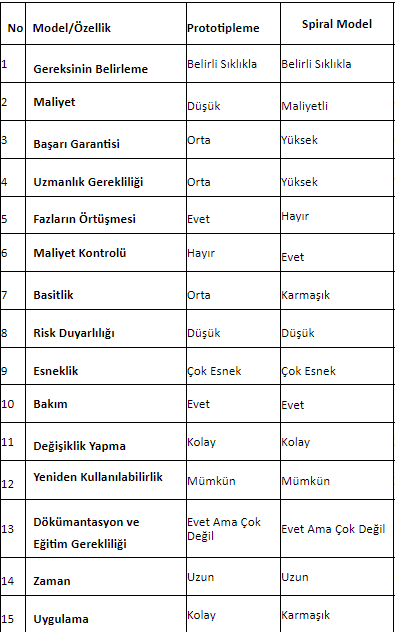 No Model/Özellik Prototipleme Spiral Model
1 Gereksinin Belirleme Belirli Sıklıkla Belirli Sıklıkla
2 Maliyet Düşük Maliyetli
3 Başarı Garantisi Orta Yüksek
4 Uzmanlık Gerekliliği Orta Yüksek
5 Fazların Örtüşmesi Evet Hayır
6 Maliyet Kontrolü Hayır Evet
7 Basitlik Orta Karmaşık
8 Risk Duyarlılığı Düşük Düşük
9 Esneklik Çok Esnek Çok Esnek
10 Bakım Evet Evet
11 Değişiklik Yapma Kolay Kolay
12 Yeniden Kullanılabilirlik Mümkün Mümkün
13 Dökümantasyon ve Eğitim Gerekliliği Evet Ama Çok Değil Evet Ama Çok Değil
14 Zaman Uzun Uzun
15 Uygulama Kolay Karmaşık